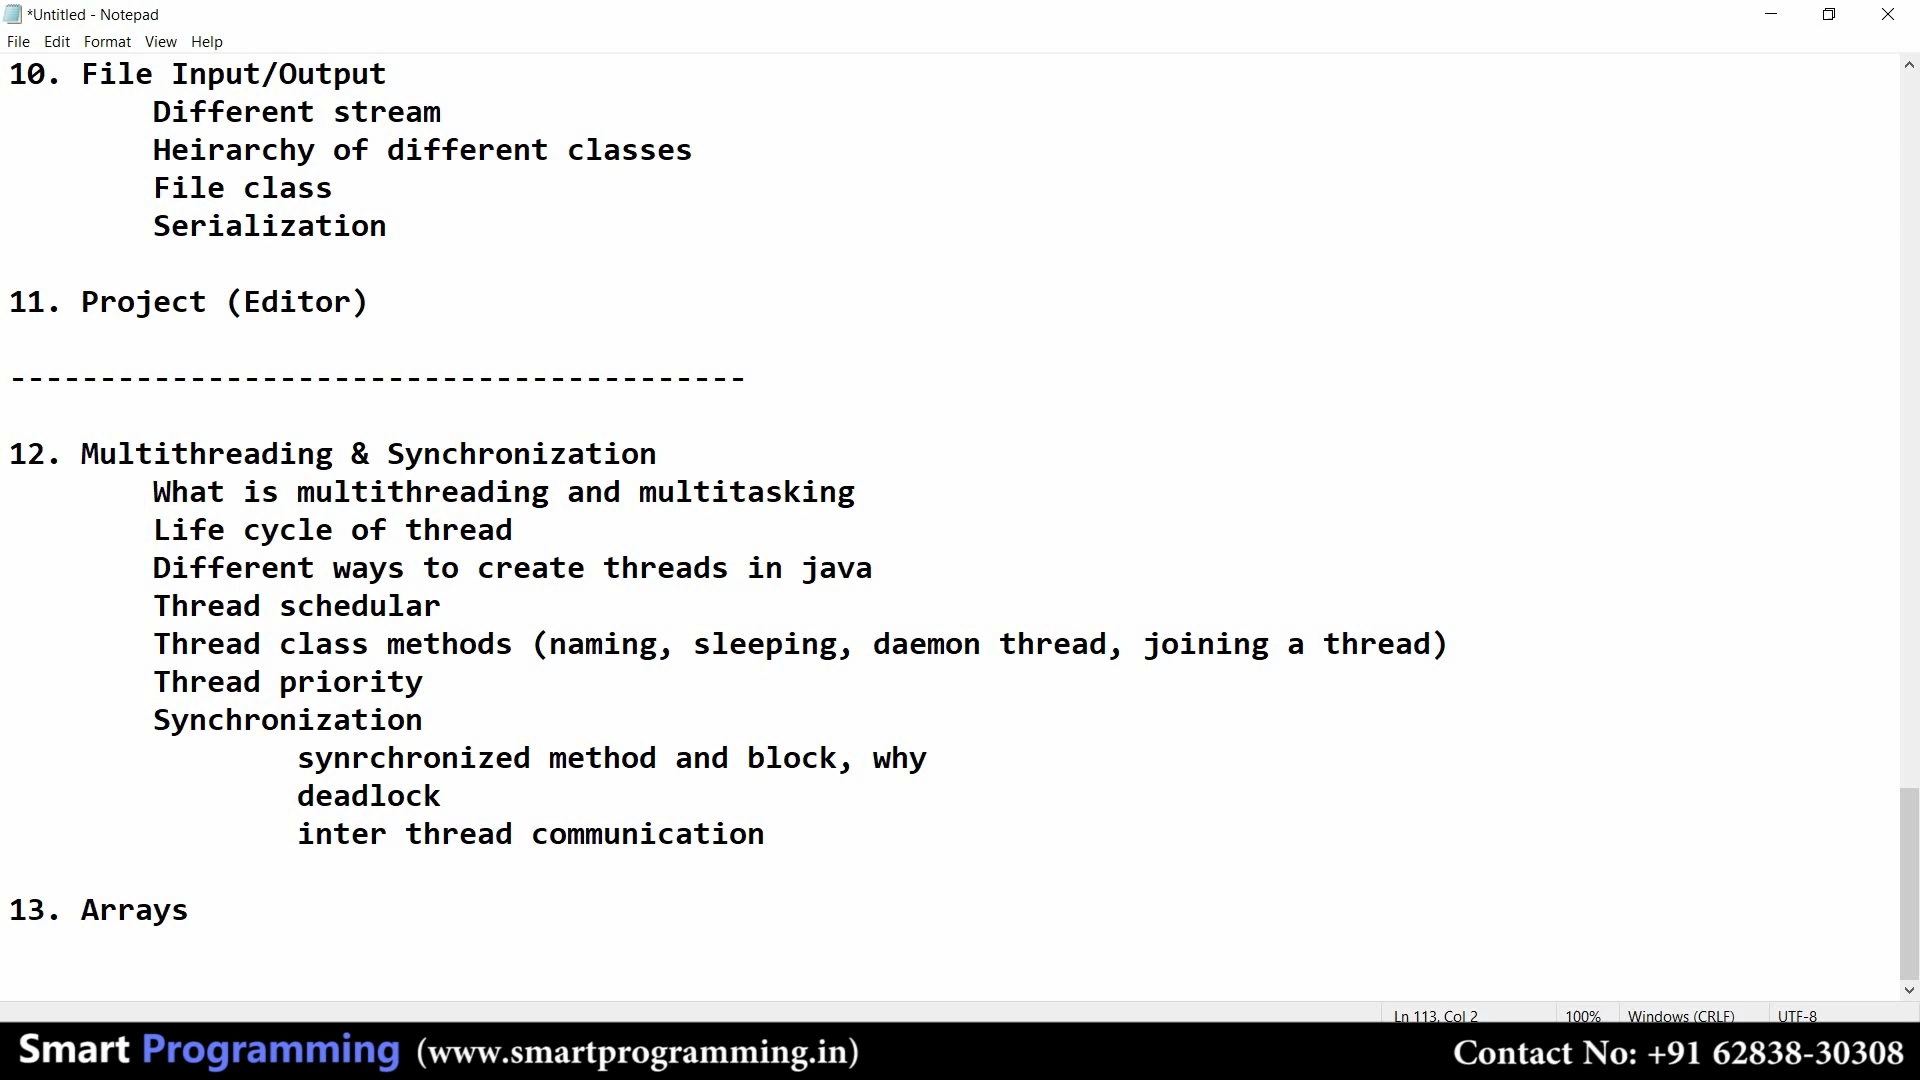 *Untitled - Notepad
File Edit Format View Help
10. File Input/Output
Different stream
Heirarchy of different classes
File class
Serialization
11. Project (Editor)
-----------------------------------------
12. Multithreading & Synchronization
What is multithreading and multitasking
Life cycle of thread
Different ways to create threads in java
Thread schedular
Thread class methods (naming, sleeping, daemon thread, joining a thread)
Thread priority
Synchronization
synrchronized method and block, why
deadlock
inter thread communication
13. Arrays
Ln 113, Col 2 100% Windows (CRLF) UTF-8
Smart Programming (www.smartprogramming.in) Contact No: +91 62838-30308